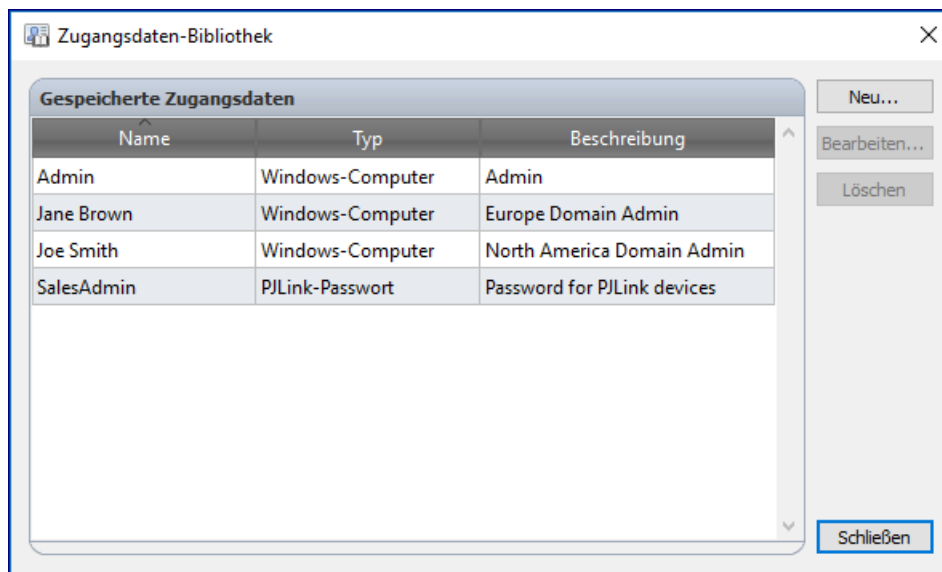 Zugangsdaten-Bibliothek
Gespeicherte Zugangsdaten
Name Typ Beschreibung
Admin Windows-Computer Admin
Jane Brown Windows-Computer Europe Domain Admin
Joe Smith Windows-Computer North America Domain Admin
SalesAdmin PJLink-Passwort Password for PJLink devices
Neu...
Bearbeiten...
Löschen
Schließen